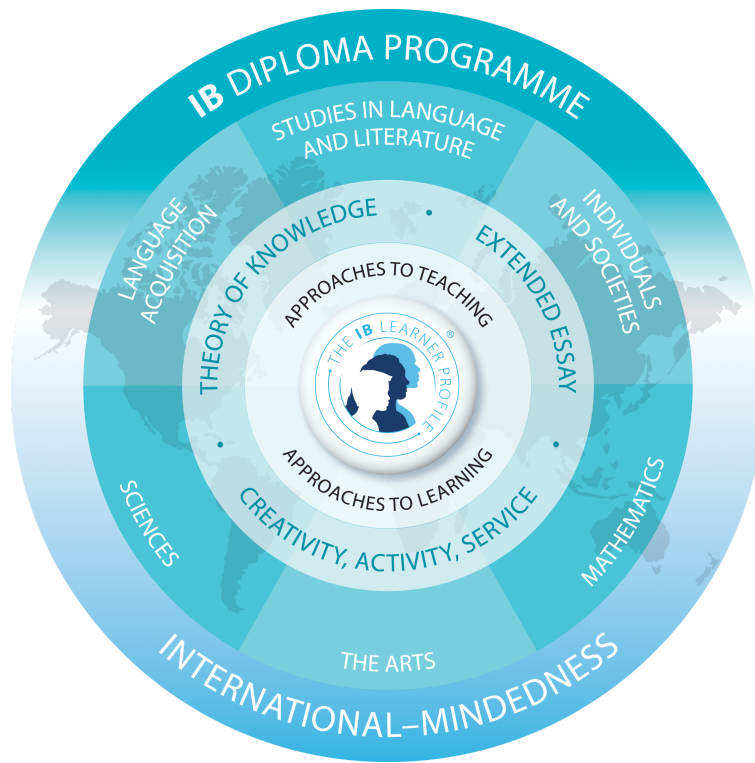 IB DIPLOMA PROGRAMME
STUDIES IN LANGUAGE
AND LITERATURE
LANGUAGE
ACQUISITION
INDIVIDUALS
AND SOCIETIES
THEORY OF KNOWLEDGE
•
EXTENDED ESSAY
APPROACHES TO TEACHING
THE IB LEARNER PROFILE
®
APPROACHES TO LEARNING
•
CREATIVITY, ACTIVITY, SERVICE
•
SCIENCES
MATHEMATICS
THE ARTS
INTERNATIONAL–MINDEDNESS